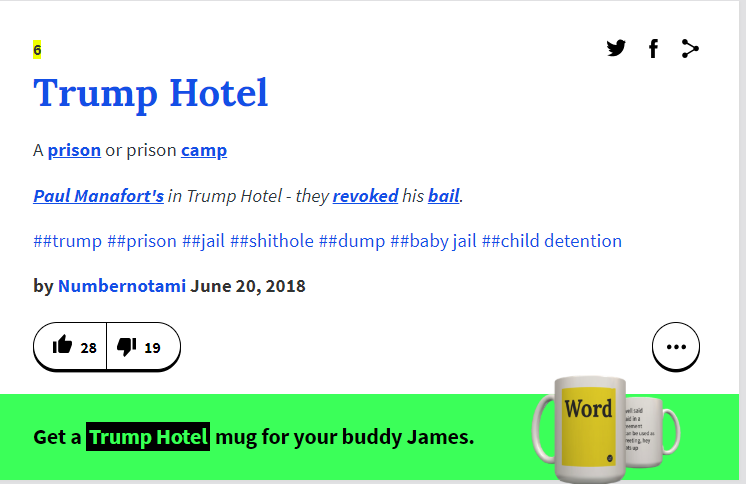 6
Trump Hotel
A prison or prison camp
Paul Manafort's in Trump Hotel - they revoked his bail.
##trump ##prison ##jail ##shithole ##dump ##baby jail ##child detention
by Numbernotami June 20, 2018
28 19
Get a Trump Hotel mug for your buddy James.
Word